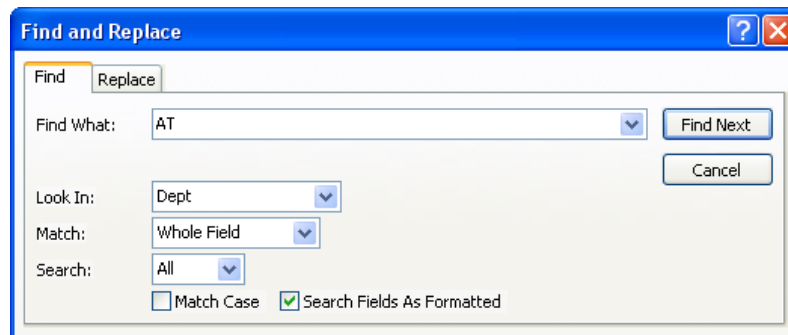 Find and Replace
Find Replace
Find What: AT Find Next
Cancel
Look In: Dept
Match: Whole Field
Search: All
Match Case Search Fields As Formatted